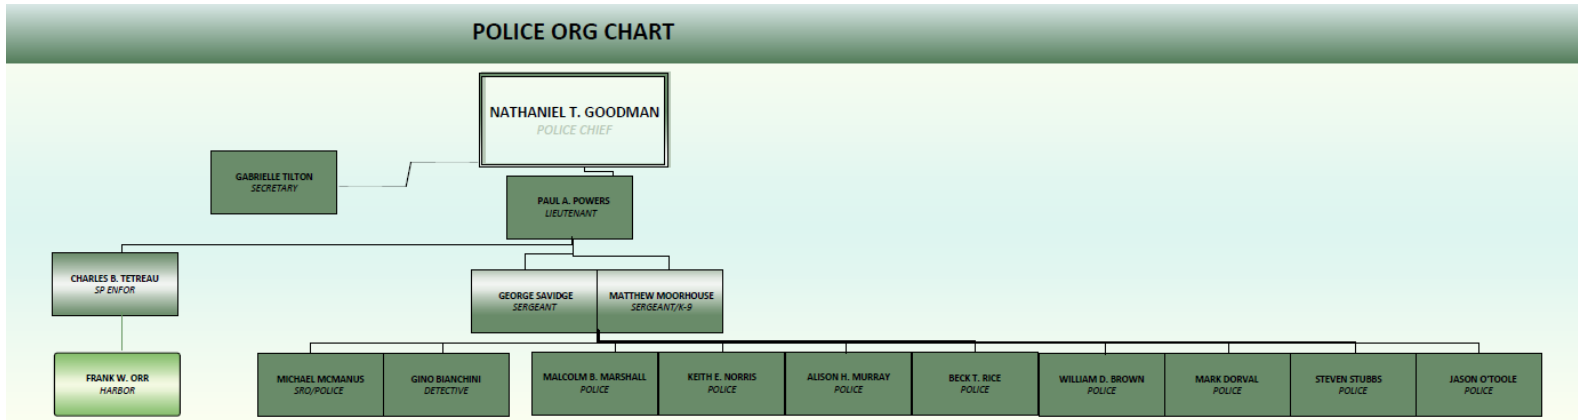 POLICE ORG CHART
NATHANIEL T. GOODMAN
POLICE CHIEF
GABRIELLE TILTON
SECRETARY
PAUL A. POWERS
LIEUTENANT
CHARLES B. TETREAU
SP ENFOR
GEORGE SAVIDGE
SERGEANT
MATTHEW MOORHOUSE
SERGEANT/K-9
FRANK W. ORR
HARBOR
MICHAEL MCMANUS
SRO/POLICE
GINO BIANCHINI
DETECTIVE
MALCOLM B. MARSHALL
POLICE
KEITH E. NORRIS
POLICE
ALISON H. MURRAY
POLICE
BECK T. RICE
POLICE
WILLIAM D. BROWN
POLICE
MARK DORVAL
POLICE
STEVEN STUBBS
POLICE
JASON O'TOOLE
POLICE